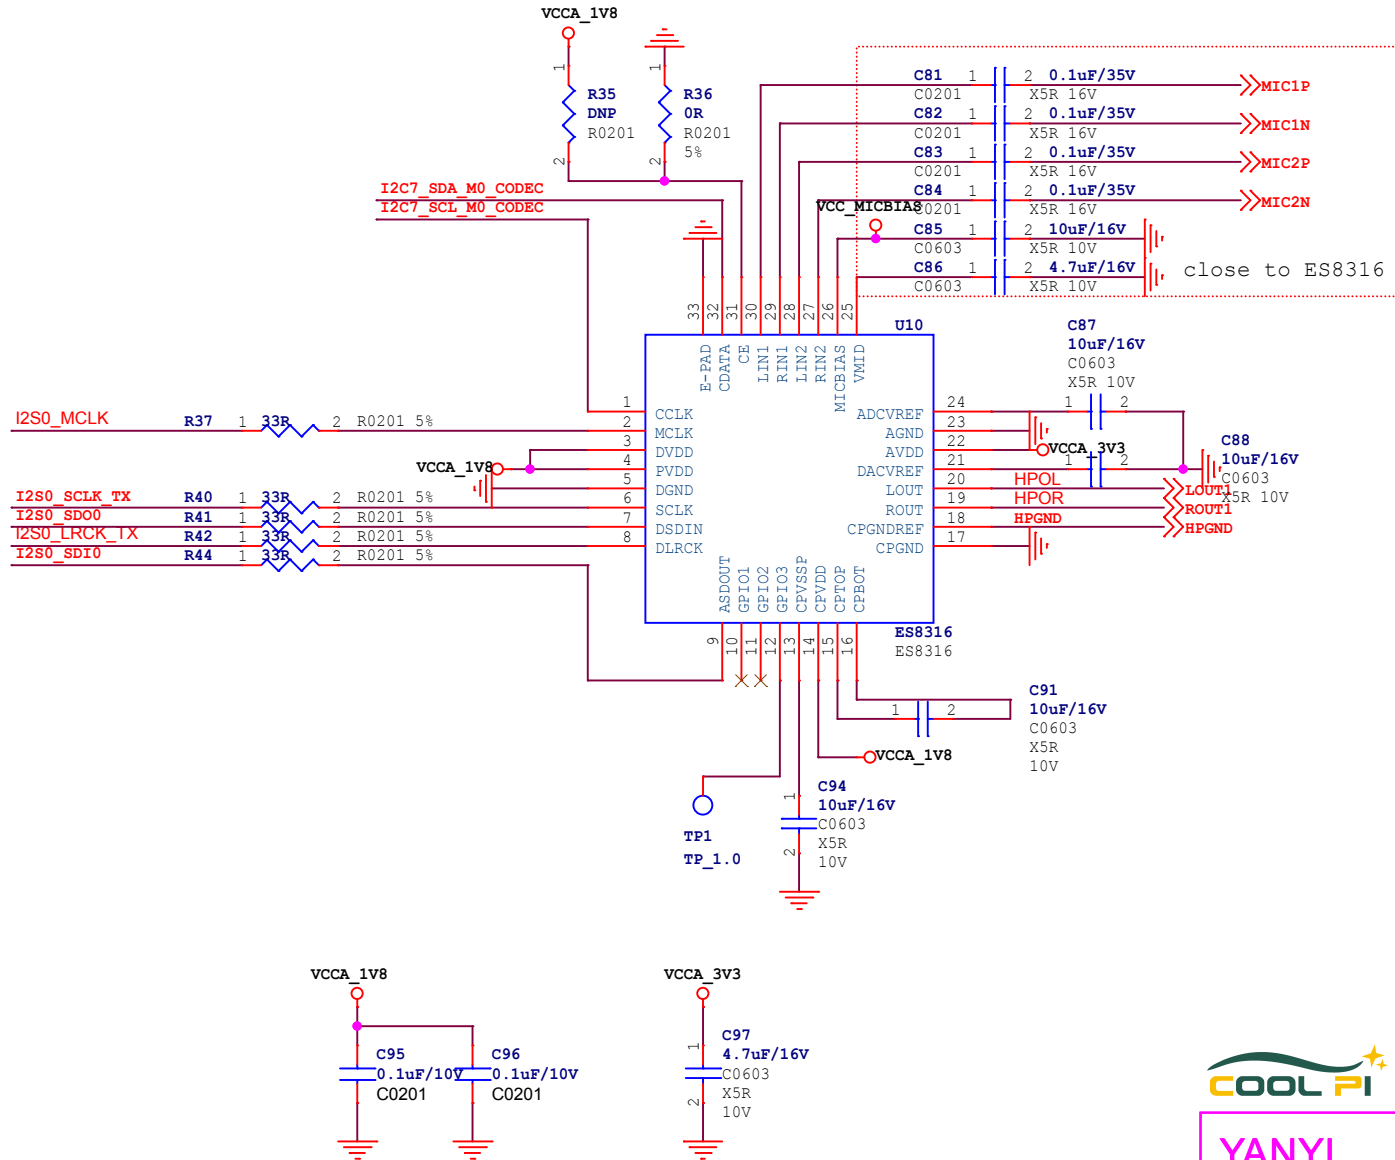 VCCA_1V8
1
R35
DNP
R0201
2
1
R36
0R
R0201
5%
2
C81 1 2 0.1uF/35V
C0201 X5R 16V
MIC1P
C82 1 2 0.1uF/35V
C0201 X5R 16V
MIC1N
C83 1 2 0.1uF/35V
C0201 X5R 16V
MIC2P
C84 1 2 0.1uF/35V
C0201 X5R 16V
MIC2N
VCC_MICBIAS
C85 1 2 10uF/16V
C0603 X5R 10V
C86 1 2 4.7uF/16V
C0603 X5R 10V
close to ES8316
I2C7_SDA_M0_CODEC
I2C7_SCL_M0_CODEC
33 32 31 30 29 28 27 26 25
U10
E-PAD CDATA CE LIN1 RIN1 LIN2 RIN2 MICBIAS VMID
C87
10uF/16V
C0603
X5R 10V
1 2
I2S0_MCLK R37 1 33R 2 R0201 5%
VCCA_1V8
I2S0_SCLK_TX R40 1 33R 2 R0201 5%
I2S0_SDO0 R41 1 33R 2 R0201 5%
I2S0_LRCK_TX R42 1 33R 2 R0201 5%
I2S0_SDI0 R44 1 33R 2 R0201 5%
1 CCLK
2 MCLK
3 DVDD
4 PVDD
5 DGND
6 SCLK
7 DSDIN
8 DLRCK
ADCVREF 24
AGND 23
AVDD 22
DACVREF 21
LOUT 20
ROUT 19
CPGNDREF 18
CPGND 17
VCCA_3V3
1 2
C88
10uF/16V
C0603
X5R 10V
HPOL LOUT1
HPOR ROUT1
HPGND HPGND
ASDOUT GPIO1 GPIO2 GPIO3 CPVSSP CPVDD CPTOP CPBOT
9 10 11 12 13 14 15 16
ES8316
ES8316
1 2
C91
10uF/16V
C0603
X5R
10V
VCCA_1V8
TP1
TP_1.0
1
C94
10uF/16V
C0603
X5R
10V
2
VCCA_1V8
C95
0.1uF/10V
C0201
C96
0.1uF/10V
C0201
VCCA_3V3
1
C97
4.7uF/16V
C0603
X5R
10V
2
COOL PI
YANYI